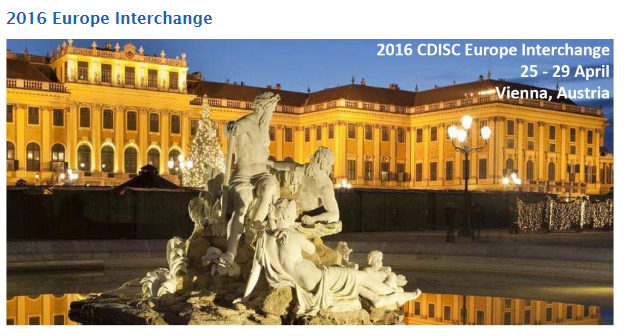 2016 Europe Interchange
2016 CDISC Europe Interchange
25 - 29 April
Vienna, Austria